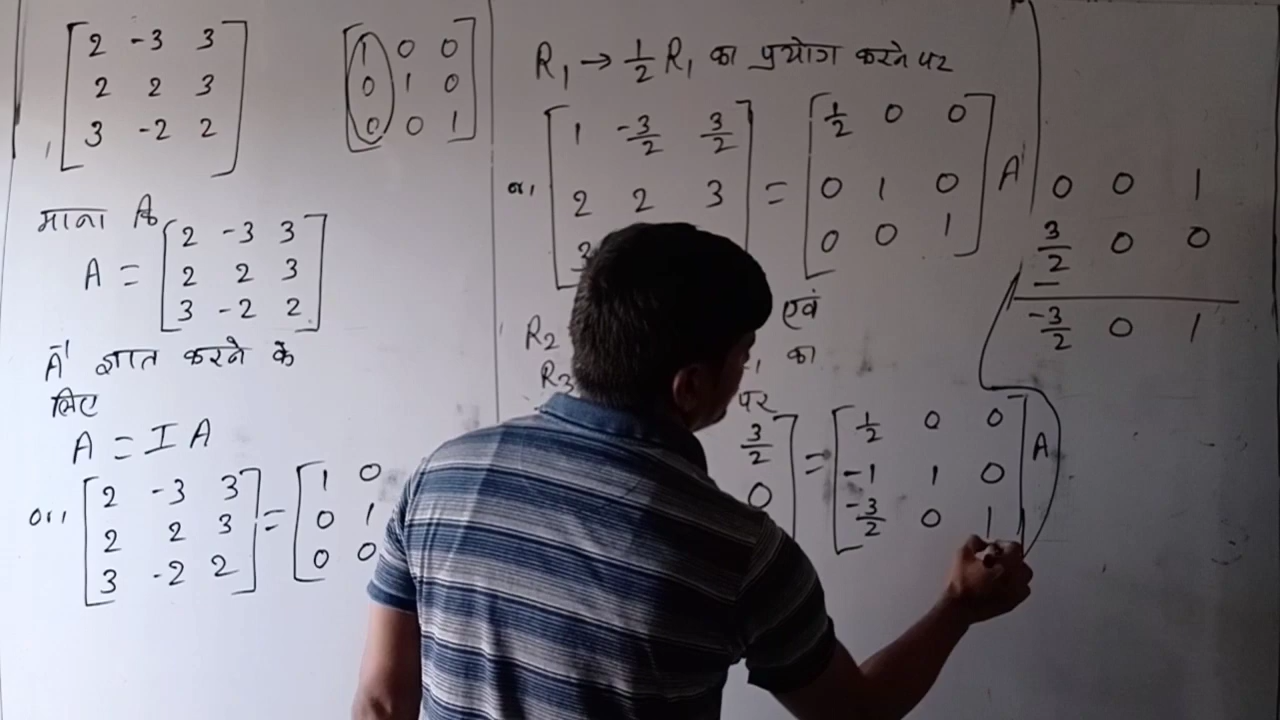 2 -3 3
2 2 3
3 -2 2
1 0 0
0 1 0
0 0 1
माना
A = 2 -3 3
2 2 3
3 -2 2
A⁻¹ ज्ञात करने के
लिए
A = IA
or, 2 -3 3 = 1 0
2 2 3 0 1
3 -2 2 0 0
R₁ → 1/2 R₁ का प्रयोग करने पर
or, 1 -3/2 3/2 = 1/2 0 0 A
2 2 3 0 1 0
3 0 0 1
R₂ एवं
R₃ का
पर
3/2 = 1/2 0 0 A
0 -1 1 0
-3/2 0 1
0 0 1
3/2 0 0
-
-3/2 0 1